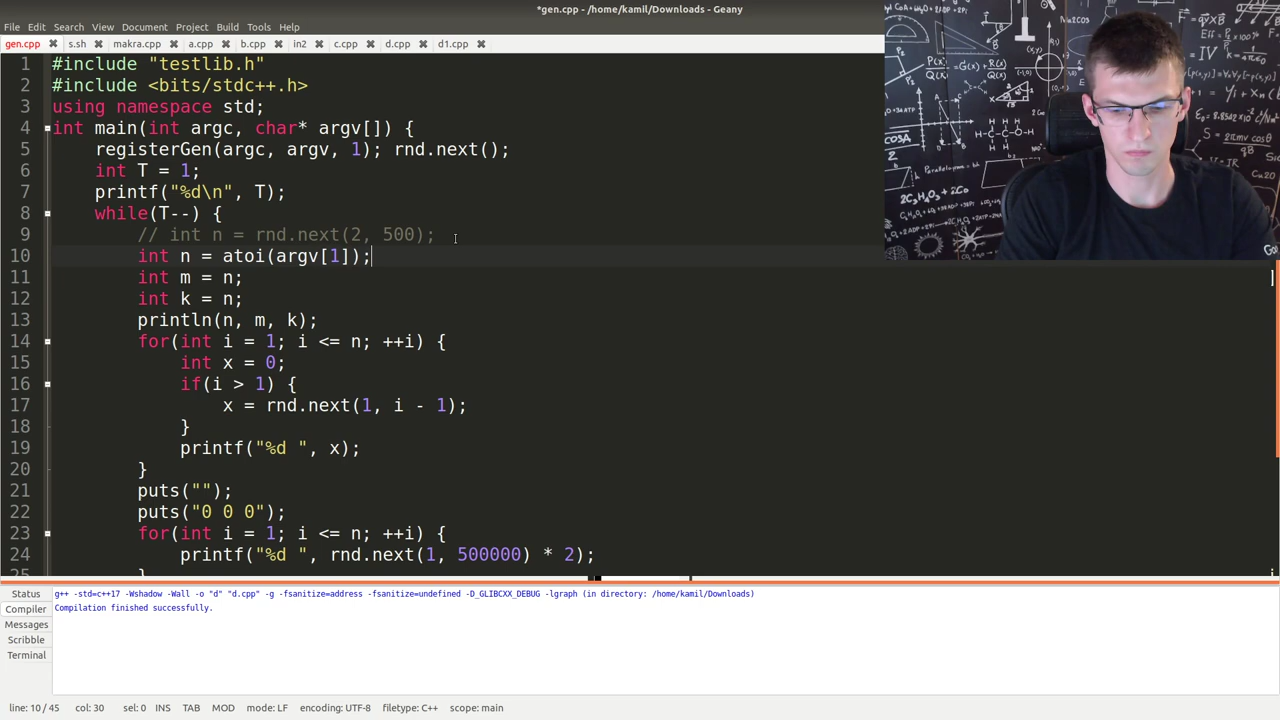 *gen.cpp - /home/kamil/Downloads - Geany
File Edit Search View Document Project Build Tools Help
gen.cpp s.sh makra.cpp a.cpp b.cpp in2 c.cpp d.cpp d1.cpp
1 #include "testlib.h"
2 #include <bits/stdc++.h>
3 using namespace std;
4 int main(int argc, char* argv[]) {
5 registerGen(argc, argv, 1); rnd.next();
6 int T = 1;
7 printf("%d\n", T);
8 while(T--) {
9 // int n = rnd.next(2, 500);
10 int n = atoi(argv[1]);
11 int m = n;
12 int k = n;
13 println(n, m, k);
14 for(int i = 1; i <= n; ++i) {
15 int x = 0;
16 if(i > 1) {
17 x = rnd.next(1, i - 1);
18 }
19 printf("%d ", x);
20 }
21 puts("");
22 puts("0 0 0");
23 for(int i = 1; i <= n; ++i) {
24 printf("%d ", rnd.next(1, 500000) * 2);
25 }
Status
Compiler
Messages
Scribble
Terminal
g++ -std=c++17 -Wshadow -Wall -o "d" "d.cpp" -g -fsanitize=address -fsanitize=undefined -D_GLIBCXX_DEBUG -lgraph (in directory: /home/kamil/Downloads)
Compilation finished successfully.
line: 10 / 45 col: 30 sel: 0 INS TAB MOD mode: LF encoding: UTF-8 filetype: C++ scope: main